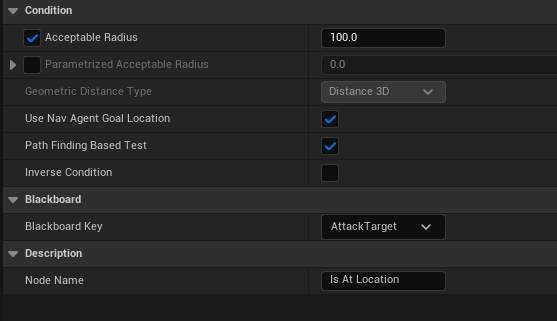 Condition
Acceptable Radius 100.0
Parametrized Acceptable Radius 0.0
Geometric Distance Type Distance 3D
Use Nav Agent Goal Location
Path Finding Based Test
Inverse Condition
Blackboard
Blackboard Key AttackTarget
Description
Node Name Is At Location